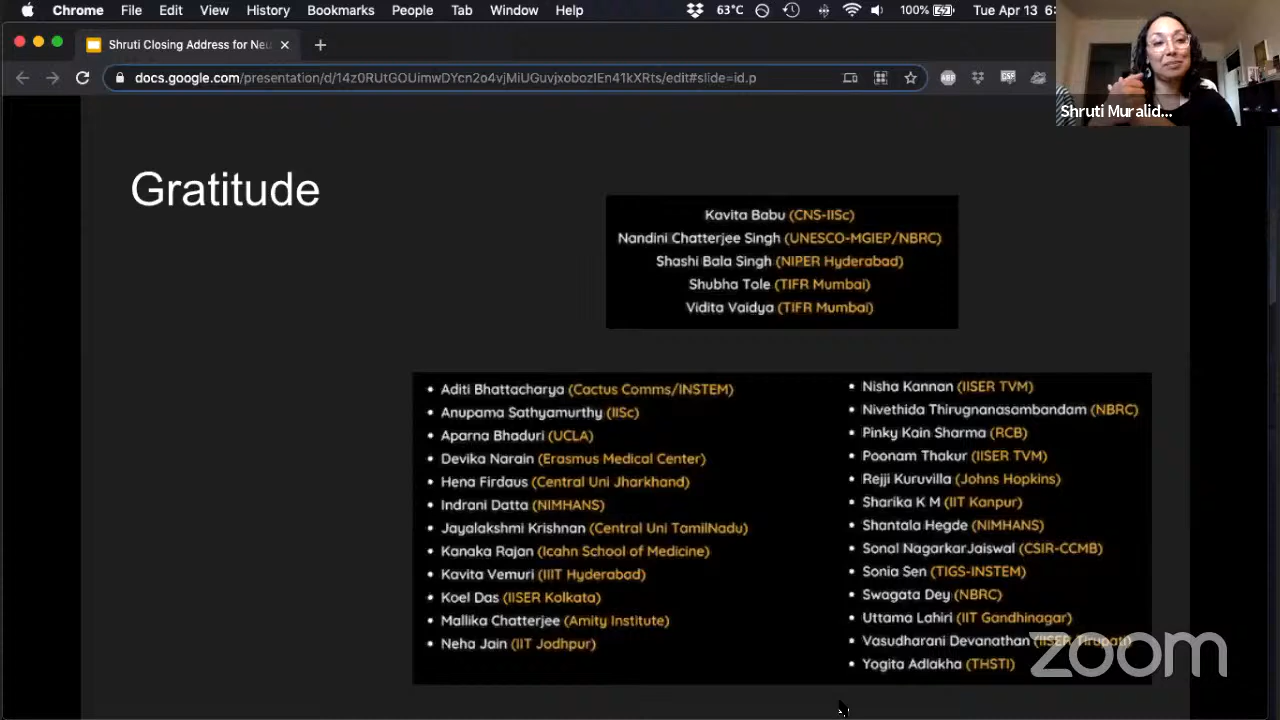 Chrome File Edit View History Bookmarks People Tab Window Help 63°C 100% Tue Apr 13 6:
Shruti Closing Address for Neu
docs.google.com/presentation/d/14z0RUtGOUimwDYcn2o4vjMiUGuvjxobozIEn41kXRts/edit#slide=id.p
ABP
Shruti Muralid...
Gratitude
Kavita Babu (CNS-IISc)
Nandini Chatterjee Singh (UNESCO-MGIEP/NBRC)
Shashi Bala Singh (NIPER Hyderabad)
Shubha Tole (TIFR Mumbai)
Vidita Vaidya (TIFR Mumbai)
• Aditi Bhattacharya (Cactus Comms/INSTEM)
• Anupama Sathyamurthy (IISc)
• Aparna Bhaduri (UCLA)
• Devika Narain (Erasmus Medical Center)
• Hena Firdaus (Central Uni Jharkhand)
• Indrani Datta (NIMHANS)
• Jayalakshmi Krishnan (Central Uni TamilNadu)
• Kanaka Rajan (Icahn School of Medicine)
• Kavita Vemuri (IIIT Hyderabad)
• Koel Das (IISER Kolkata)
• Mallika Chatterjee (Amity Institute)
• Neha Jain (IIT Jodhpur)
• Nisha Kannan (IISER TVM)
• Nivethida Thirugnanasambandam (NBRC)
• Pinky Kain Sharma (RCB)
• Poonam Thakur (IISER TVM)
• Rejji Kuruvilla (Johns Hopkins)
• Sharika K M (IIT Kanpur)
• Shantala Hegde (NIMHANS)
• Sonal NagarkarJaiswal (CSIR-CCMB)
• Sonia Sen (TIGS-INSTEM)
• Swagata Dey (NBRC)
• Uttama Lahiri (IIT Gandhinagar)
• Vasudharani Devanathan (IISER Tirupati)
• Yogita Adlakha (THSTI)
zoom